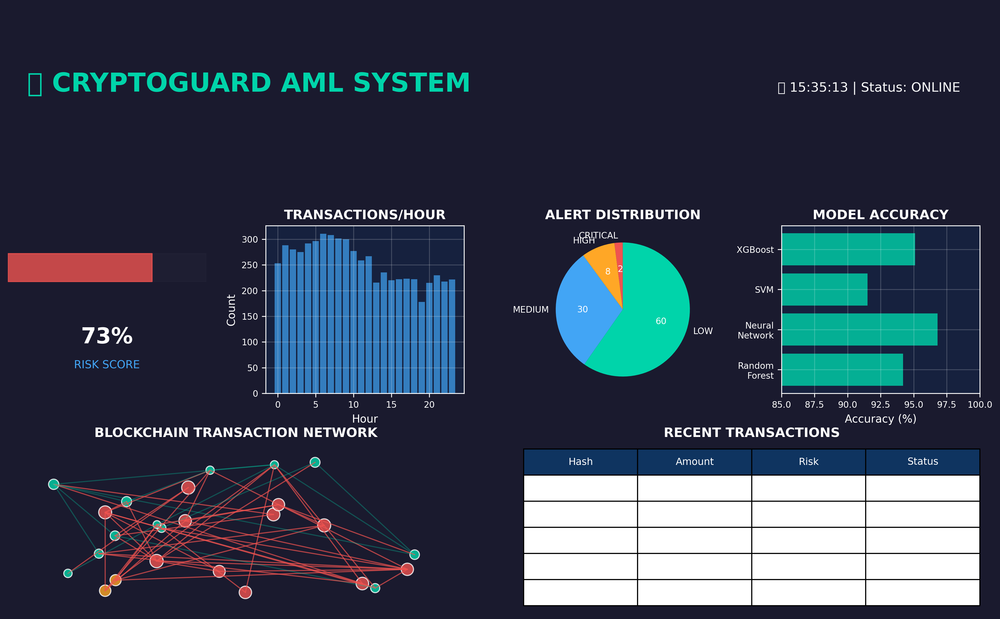 CRYPTOGUARD AML SYSTEM
15:35:13 | Status: ONLINE
73%
RISK SCORE
TRANSACTIONS/HOUR
300
250
200
150
100
50
0
Count
0 5 10 15 20
Hour
ALERT DISTRIBUTION
CRITICAL
HIGH
MEDIUM
LOW
2
8
30
60
MODEL ACCURACY
XGBoost
SVM
Neural
Network
Random
Forest
85.0 87.5 90.0 92.5 95.0 97.5 100.0
Accuracy (%)
BLOCKCHAIN TRANSACTION NETWORK
RECENT TRANSACTIONS
Hash Amount Risk Status